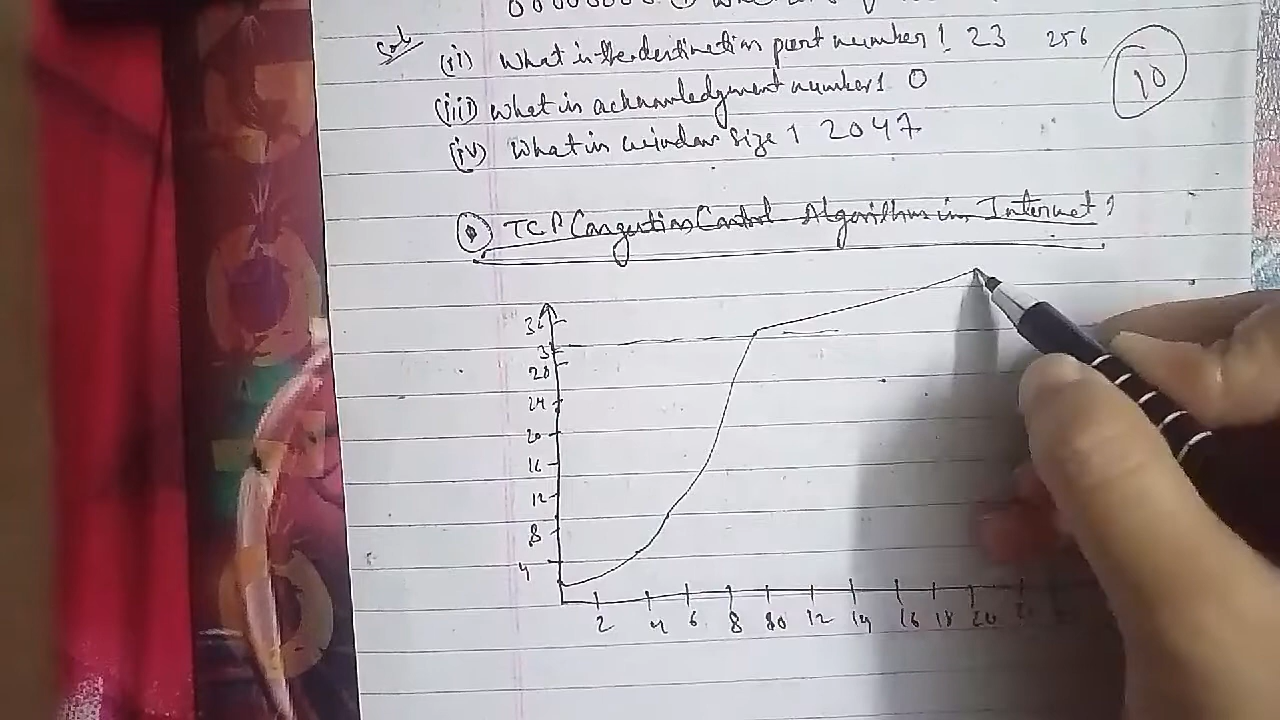 00000000.
Sol (ii) What is the destination port number? 23 256
(iii) What is acknowledgment number? 0
(iv) What is window size? 2047
10
TCP Congestion Control Algorithm in Internet?
28
24
20
16
12
8
4
2 4 6 8 10 12 14 16 18 20